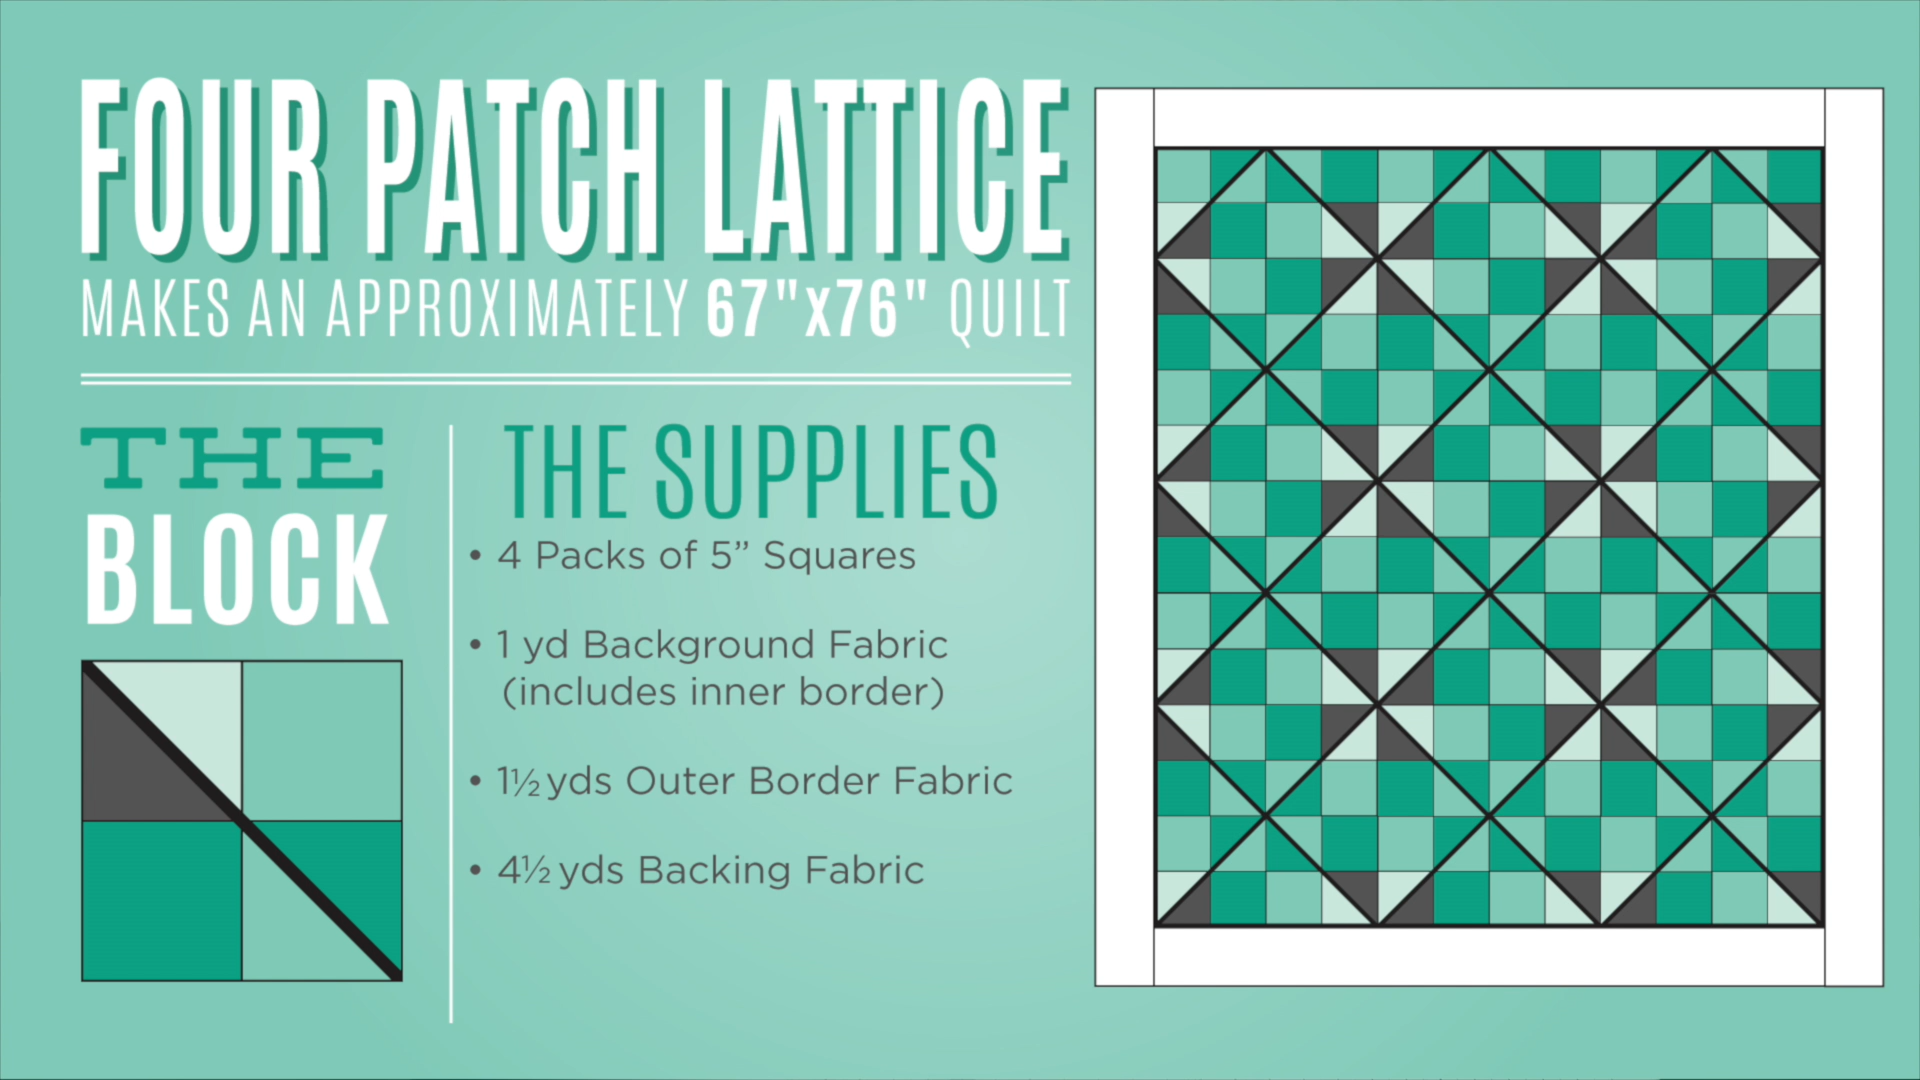 FOUR PATCH LATTICE
MAKES AN APPROXIMATELY 67"x76" QUILT
THE
BLOCK
THE SUPPLIES
• 4 Packs of 5” Squares
• 1 yd Background Fabric
(includes inner border)
• 1½ yds Outer Border Fabric
• 4½ yds Backing Fabric